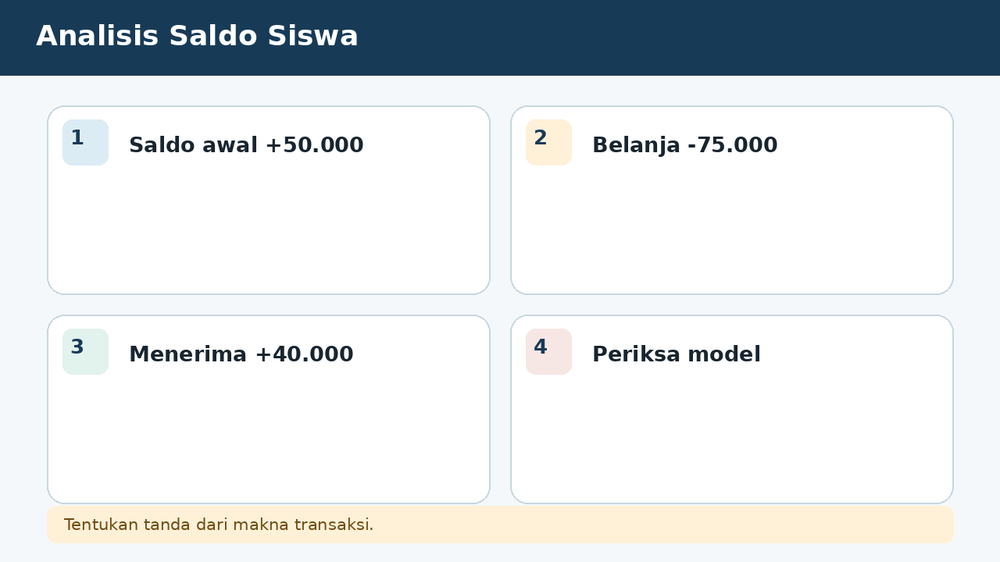 Analisis Saldo Siswa
1
Saldo awal +50.000
2
Belanja -75.000
3
Menerima +40.000
4
Periksa model
Tentukan tanda dari makna transaksi.